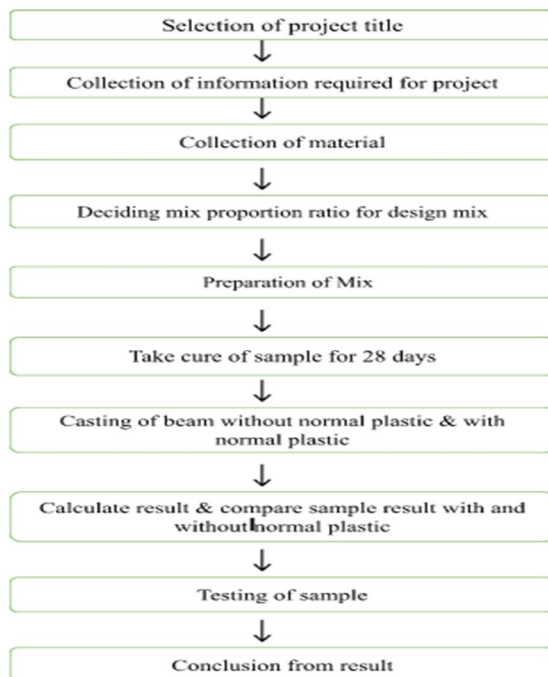 Selection of project title
Collection of information required for project
Collection of material
Deciding mix proportion ratio for design mix
Preparation of Mix
Take cure of sample for 28 days
Casting of beam without normal plastic & with
normal plastic
Calculate result & compare sample result with and
without normal plastic
Testing of sample
Conclusion from result